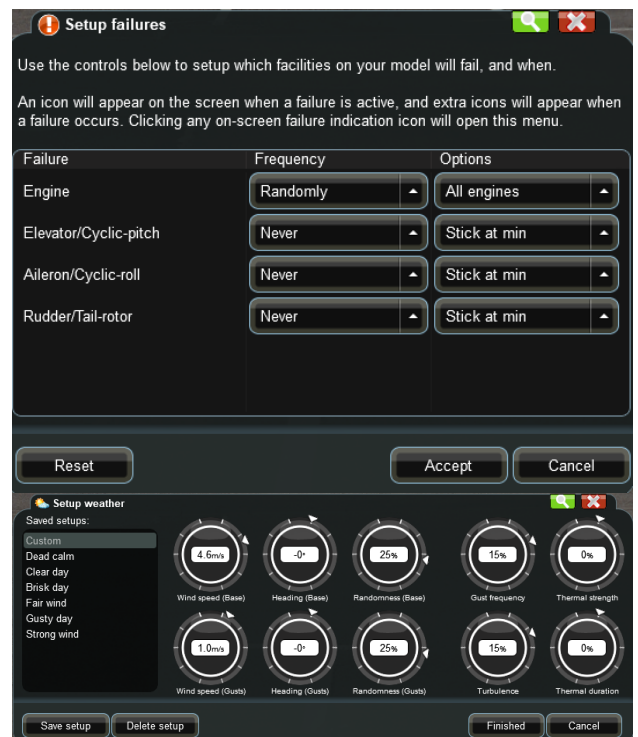 Setup failures
Use the controls below to setup which facilities on your model will fail, and when.
An icon will appear on the screen when a failure is active, and extra icons will appear when
a failure occurs. Clicking any on-screen failure indication icon will open this menu.
Failure Frequency Options
Engine Randomly All engines
Elevator/Cyclic-pitch Never Stick at min
Aileron/Cyclic-roll Never Stick at min
Rudder/Tail-rotor Never Stick at min
Reset Accept Cancel
Setup weather
Saved setups:
Custom
Dead calm
Clear day
Brisk day
Fair wind
Gusty day
Strong wind
4.6m/s -0° 25% 15% 0%
Wind speed (Base) Heading (Base) Randomness (Base) Gust frequency Thermal strength
1.0m/s -0° 25% 15% 0%
Wind speed (Gusts) Heading (Gusts) Randomness (Gusts) Turbulence Thermal duration
Save setup Delete setup Finished Cancel